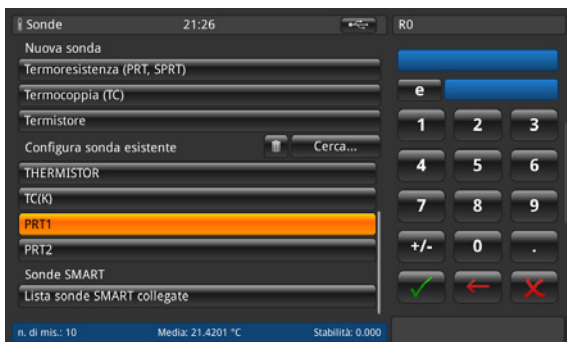 Sonde 21:26 R0
Nuova sonda
Termoresistenza (PRT, SPRT)
Termocoppia (TC)
e
Termistore
1 2 3
Configura sonda esistente Cerca...
THERMISTOR
4 5 6
TC(K)
7 8 9
PRT1
PRT2
+/- 0 .
Sonde SMART
Lista sonde SMART collegate
n. di mis.: 10 Media: 21.4201 °C Stabilità: 0.000